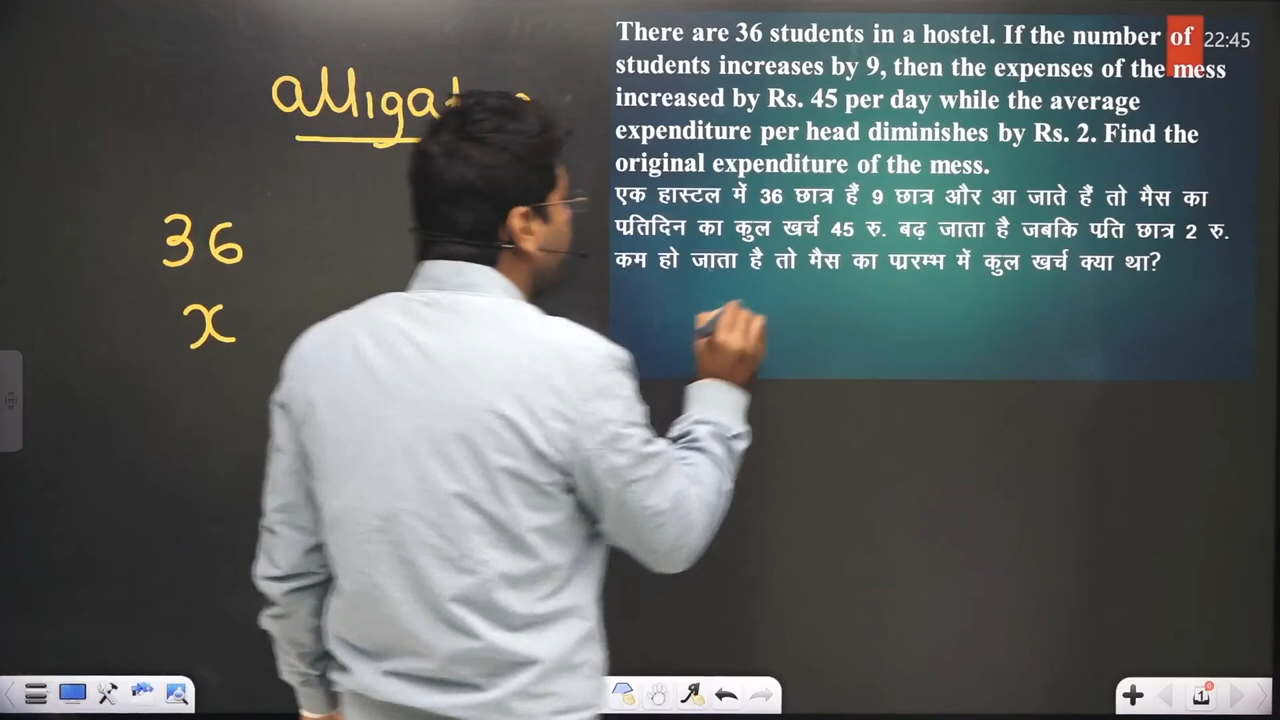 There are 36 students in a hostel. If the number of
22:45
students increases by 9, then the expenses of the mess
increased by Rs. 45 per day while the average
expenditure per head diminishes by Rs. 2. Find the
original expenditure of the mess.
एक हास्टल में 36 छात्र हैं 9 छात्र और आ जाते हैं तो मैस का
प्रतिदिन का कुल खर्च 45 रु. बढ़ जाता है जबकि प्रति छात्र 2 रु.
कम हो जाता है तो मैस का प्रारम्भ में कुल खर्च क्या था?
36
x
1
0